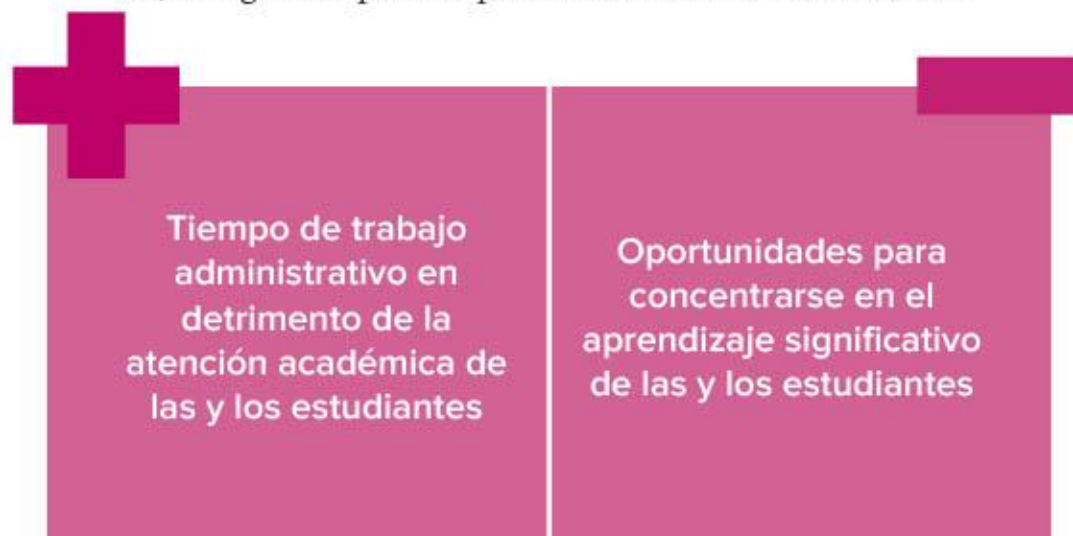 Tiempo de trabajo
administrativo en
detrimento de la
atención académica de
las y los estudiantes
Oportunidades para
concentrarse en el
aprendizaje significativo
de las y los estudiantes